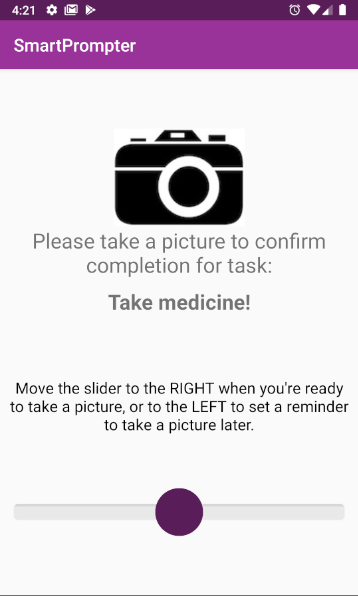 4:21
SmartPrompter
Please take a picture to confirm
completion for task:
Take medicine!
Move the slider to the RIGHT when you're ready
to take a picture, or to the LEFT to set a reminder
to take a picture later.